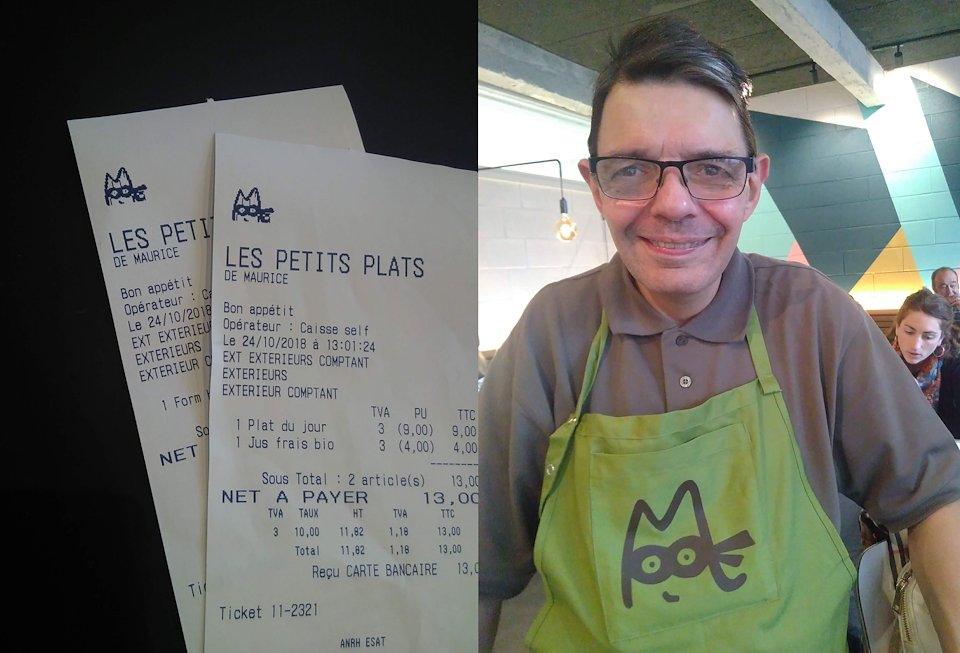 LES PETI
DE MAURICE
Bon appétit
Opérateur : Ca
Le 24/10/2018
EXT EXTERIEU
EXTERIEURS
EXTERIEUR C
1 Form
So
NET
LES PETITS PLATS
DE MAURICE
Bon appétit
Opérateur : Caisse self
Le 24/10/2018 à 13:01:24
EXT EXTERIEURS COMPTANT
EXTERIEURS
EXTERIEUR COMPTANT
TVA PU TTC
1 Plat du jour 3 (9,00) 9,00
1 Jus frais bio 3 (4,00) 4,00
Sous Total : 2 article(s) 13,00
NET A PAYER 13,00
TVA TAUX HT TVA TTC
3 10,00 11,82 1,18 13,00
Total 11,82 1,18 13,00
Reçu CARTE BANCAIRE 13,0
Ticket 11-2321
ANRH ESAT